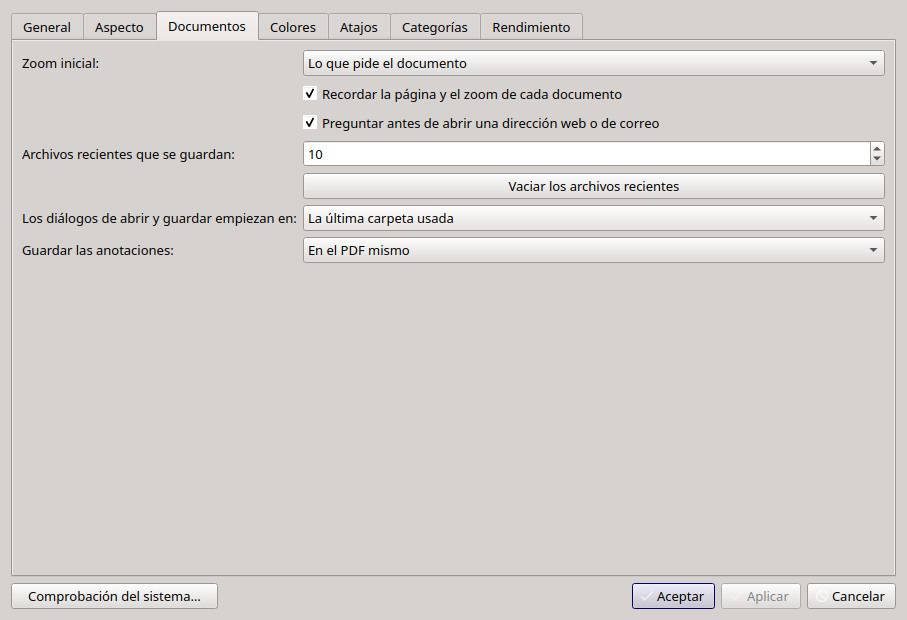 General
Aspecto
Documentos
Colores
Atajos
Categorías
Rendimiento
Zoom inicial:
Lo que pide el documento
Recordar la página y el zoom de cada documento
Preguntar antes de abrir una dirección web o de correo
Archivos recientes que se guardan:
10
Vaciar los archivos recientes
Los diálogos de abrir y guardar empiezan en:
La última carpeta usada
Guardar las anotaciones:
En el PDF mismo
Comprobación del sistema...
Aceptar
Aplicar
Cancelar